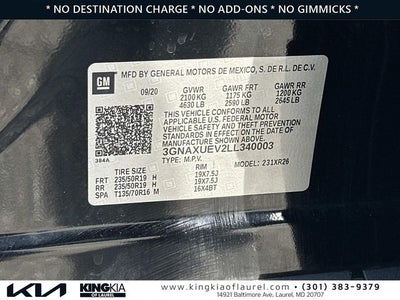 * NO DESTINATION CHARGE * NO ADD-ONS * NO GIMMICKS *
GM
MFD BY GENERAL MOTORS DE MEXICO, S. DE R.L. DE C.V.
09/20 GVWR GAWR FRT GAWR RR
2100 KG 1175 KG 1200 KG
4630 LB 2590 LB 2645 LB
THIS VEHICLE CONFORMS TO ALL APPLICABLE
U.S. FEDERAL MOTOR VEHICLE
SAFETY, BUMPER, AND THEFT
PREVENTION STANDARDS IN EFFECT
ON THE DATE OF
MANUFACTURE SHOWN ABOVE.
3GNAXUEV2LL340003
384A TYPE: M.P.V. 231XR26
TIRE SIZE RIM
FRT 235/50R19 H 19X7.5J
RR 235/50R19 H 19X7.5J
SPA T135/70R16 M 16X4BT
KIA KINGKIA OF LAUREL
www.kingkiaoflaurel.com • (301) 383-9379
14921 Baltimore Ave, Laurel, MD 20707